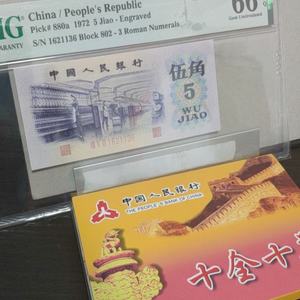 China / People's Republic
Pick# 880a 1972 5 Jiao - Engraved
S/N 1621136 Block 802 - 3 Roman Numerals
66
Gem Uncirculated
中国人民银行
伍角
5
WU
JIAO
中国人民银行
THE PEOPLE'S BANK OF CHINA
十全十